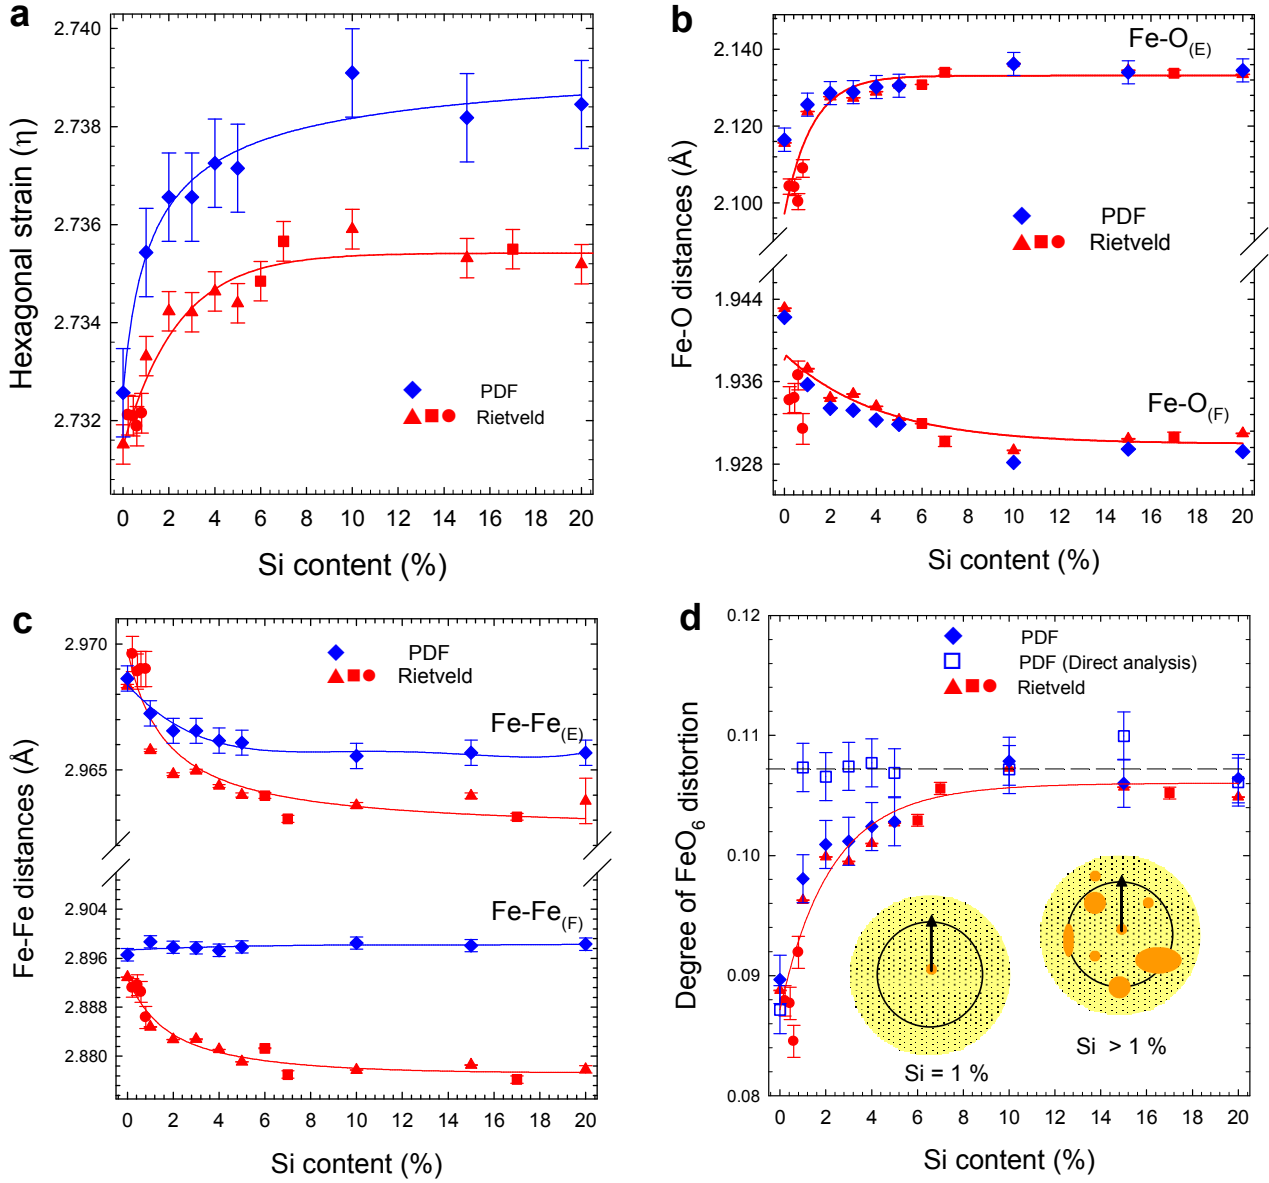 a
2.740
2.738
2.736
2.734
2.732
Hexagonal strain (η)
PDF
Rietveld
0 2 4 6 8 10 12 14 16 18 20
Si content (%)
b
Fe-O(E)
2.140
2.120
2.100
1.944
1.936
1.928
Fe-O distances (Å)
PDF
Rietveld
Fe-O(F)
0 2 4 6 8 10 12 14 16 18 20
Si content (%)
c
2.970
2.965
2.904
2.896
2.888
2.880
Fe-Fe distances (Å)
PDF
Rietveld
Fe-Fe(E)
Fe-Fe(F)
0 2 4 6 8 10 12 14 16 18 20
Si content (%)
d
0.12
0.11
0.10
0.09
0.08
Degree of FeO6 distortion
PDF
PDF (Direct analysis)
Rietveld
Si = 1 %
Si > 1 %
0 2 4 6 8 10 12 14 16 18 20
Si content (%)